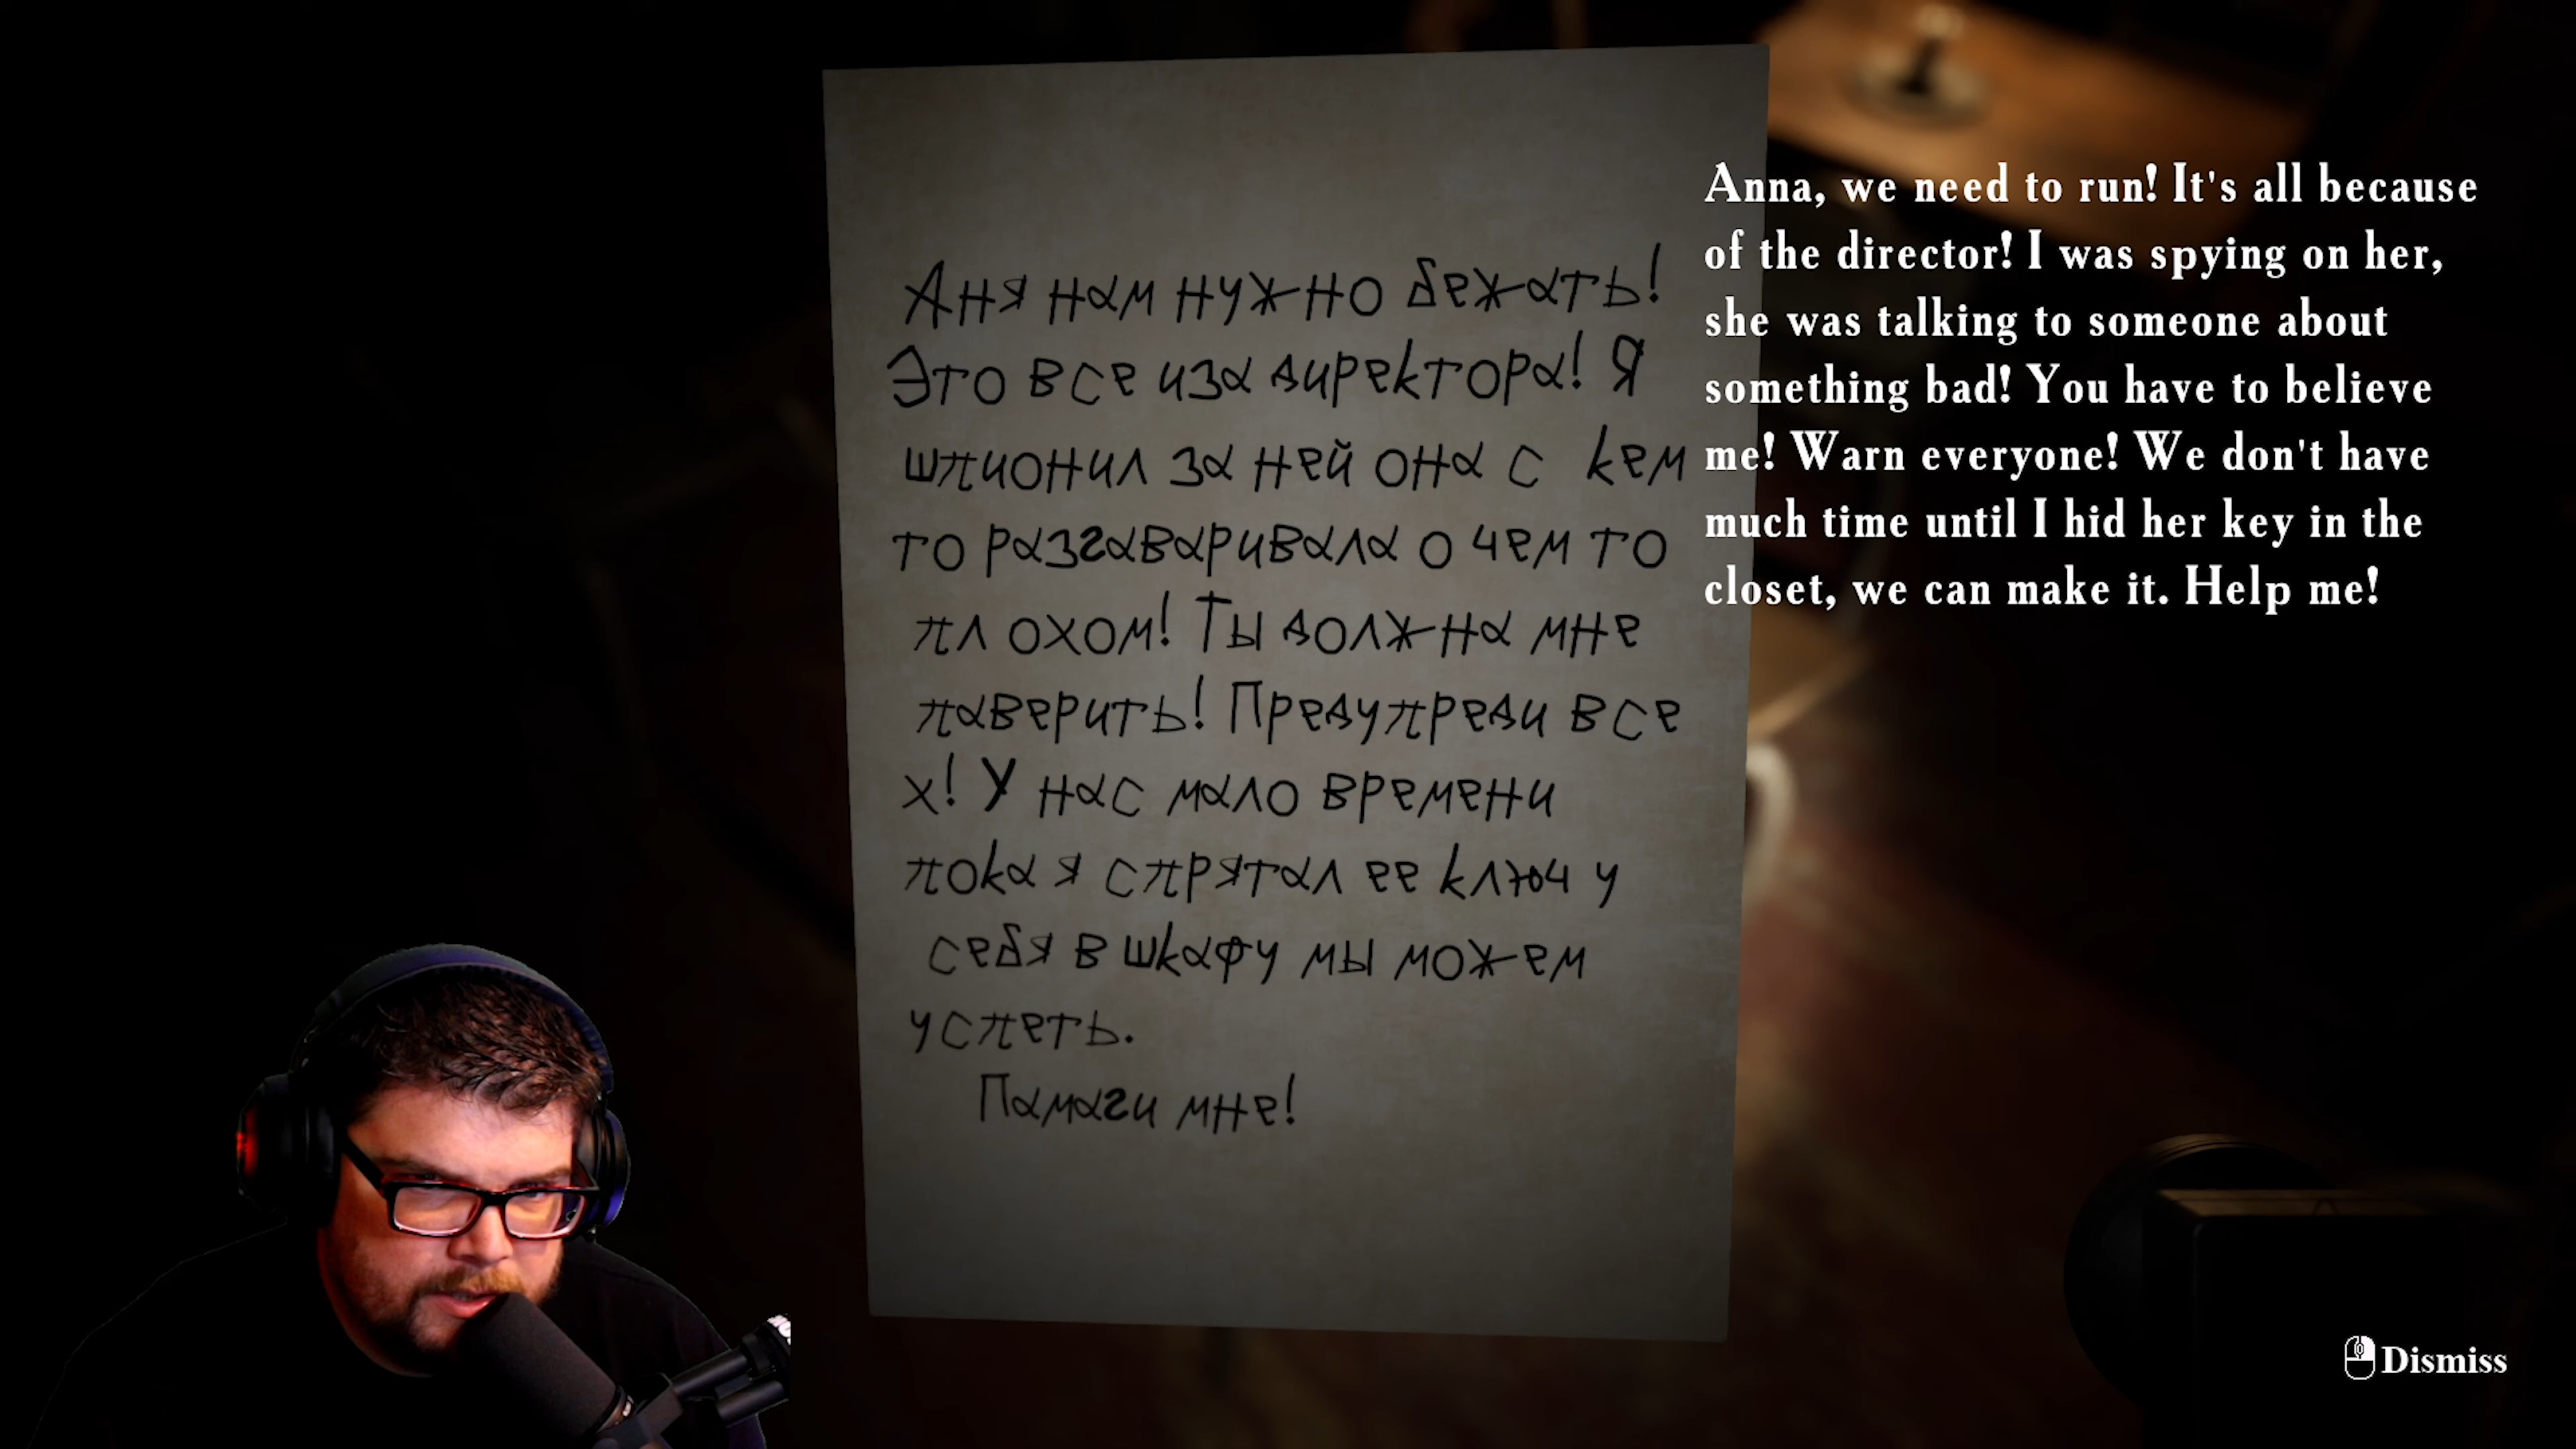 Аня нам нужно бежать!
Это все иза директора! Я
шпионил за ней она с кем
то разгаваривала о чем то
пл охом! Ты должна мне
паверить! Предупреди все
х! У нас мало времени
пока я спрятал ее ключ у
себя в шкафу мы можем
успеть.
Памаги мне!
Anna, we need to run! It's all because
of the director! I was spying on her,
she was talking to someone about
something bad! You have to believe
me! Warn everyone! We don't have
much time until I hid her key in the
closet, we can make it. Help me!
Dismiss